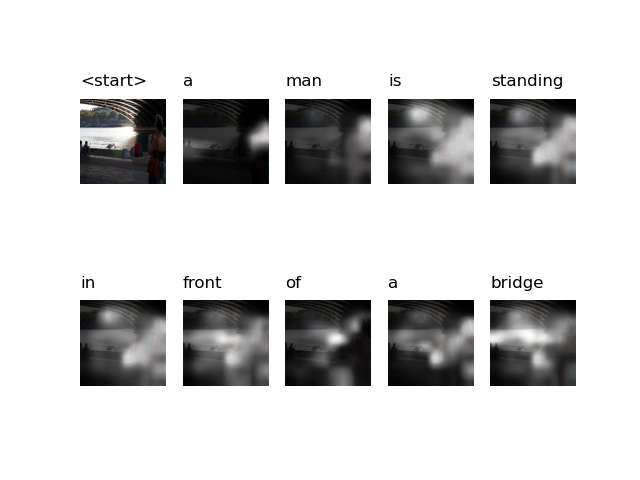 <start> a man is standing
in front of a bridge